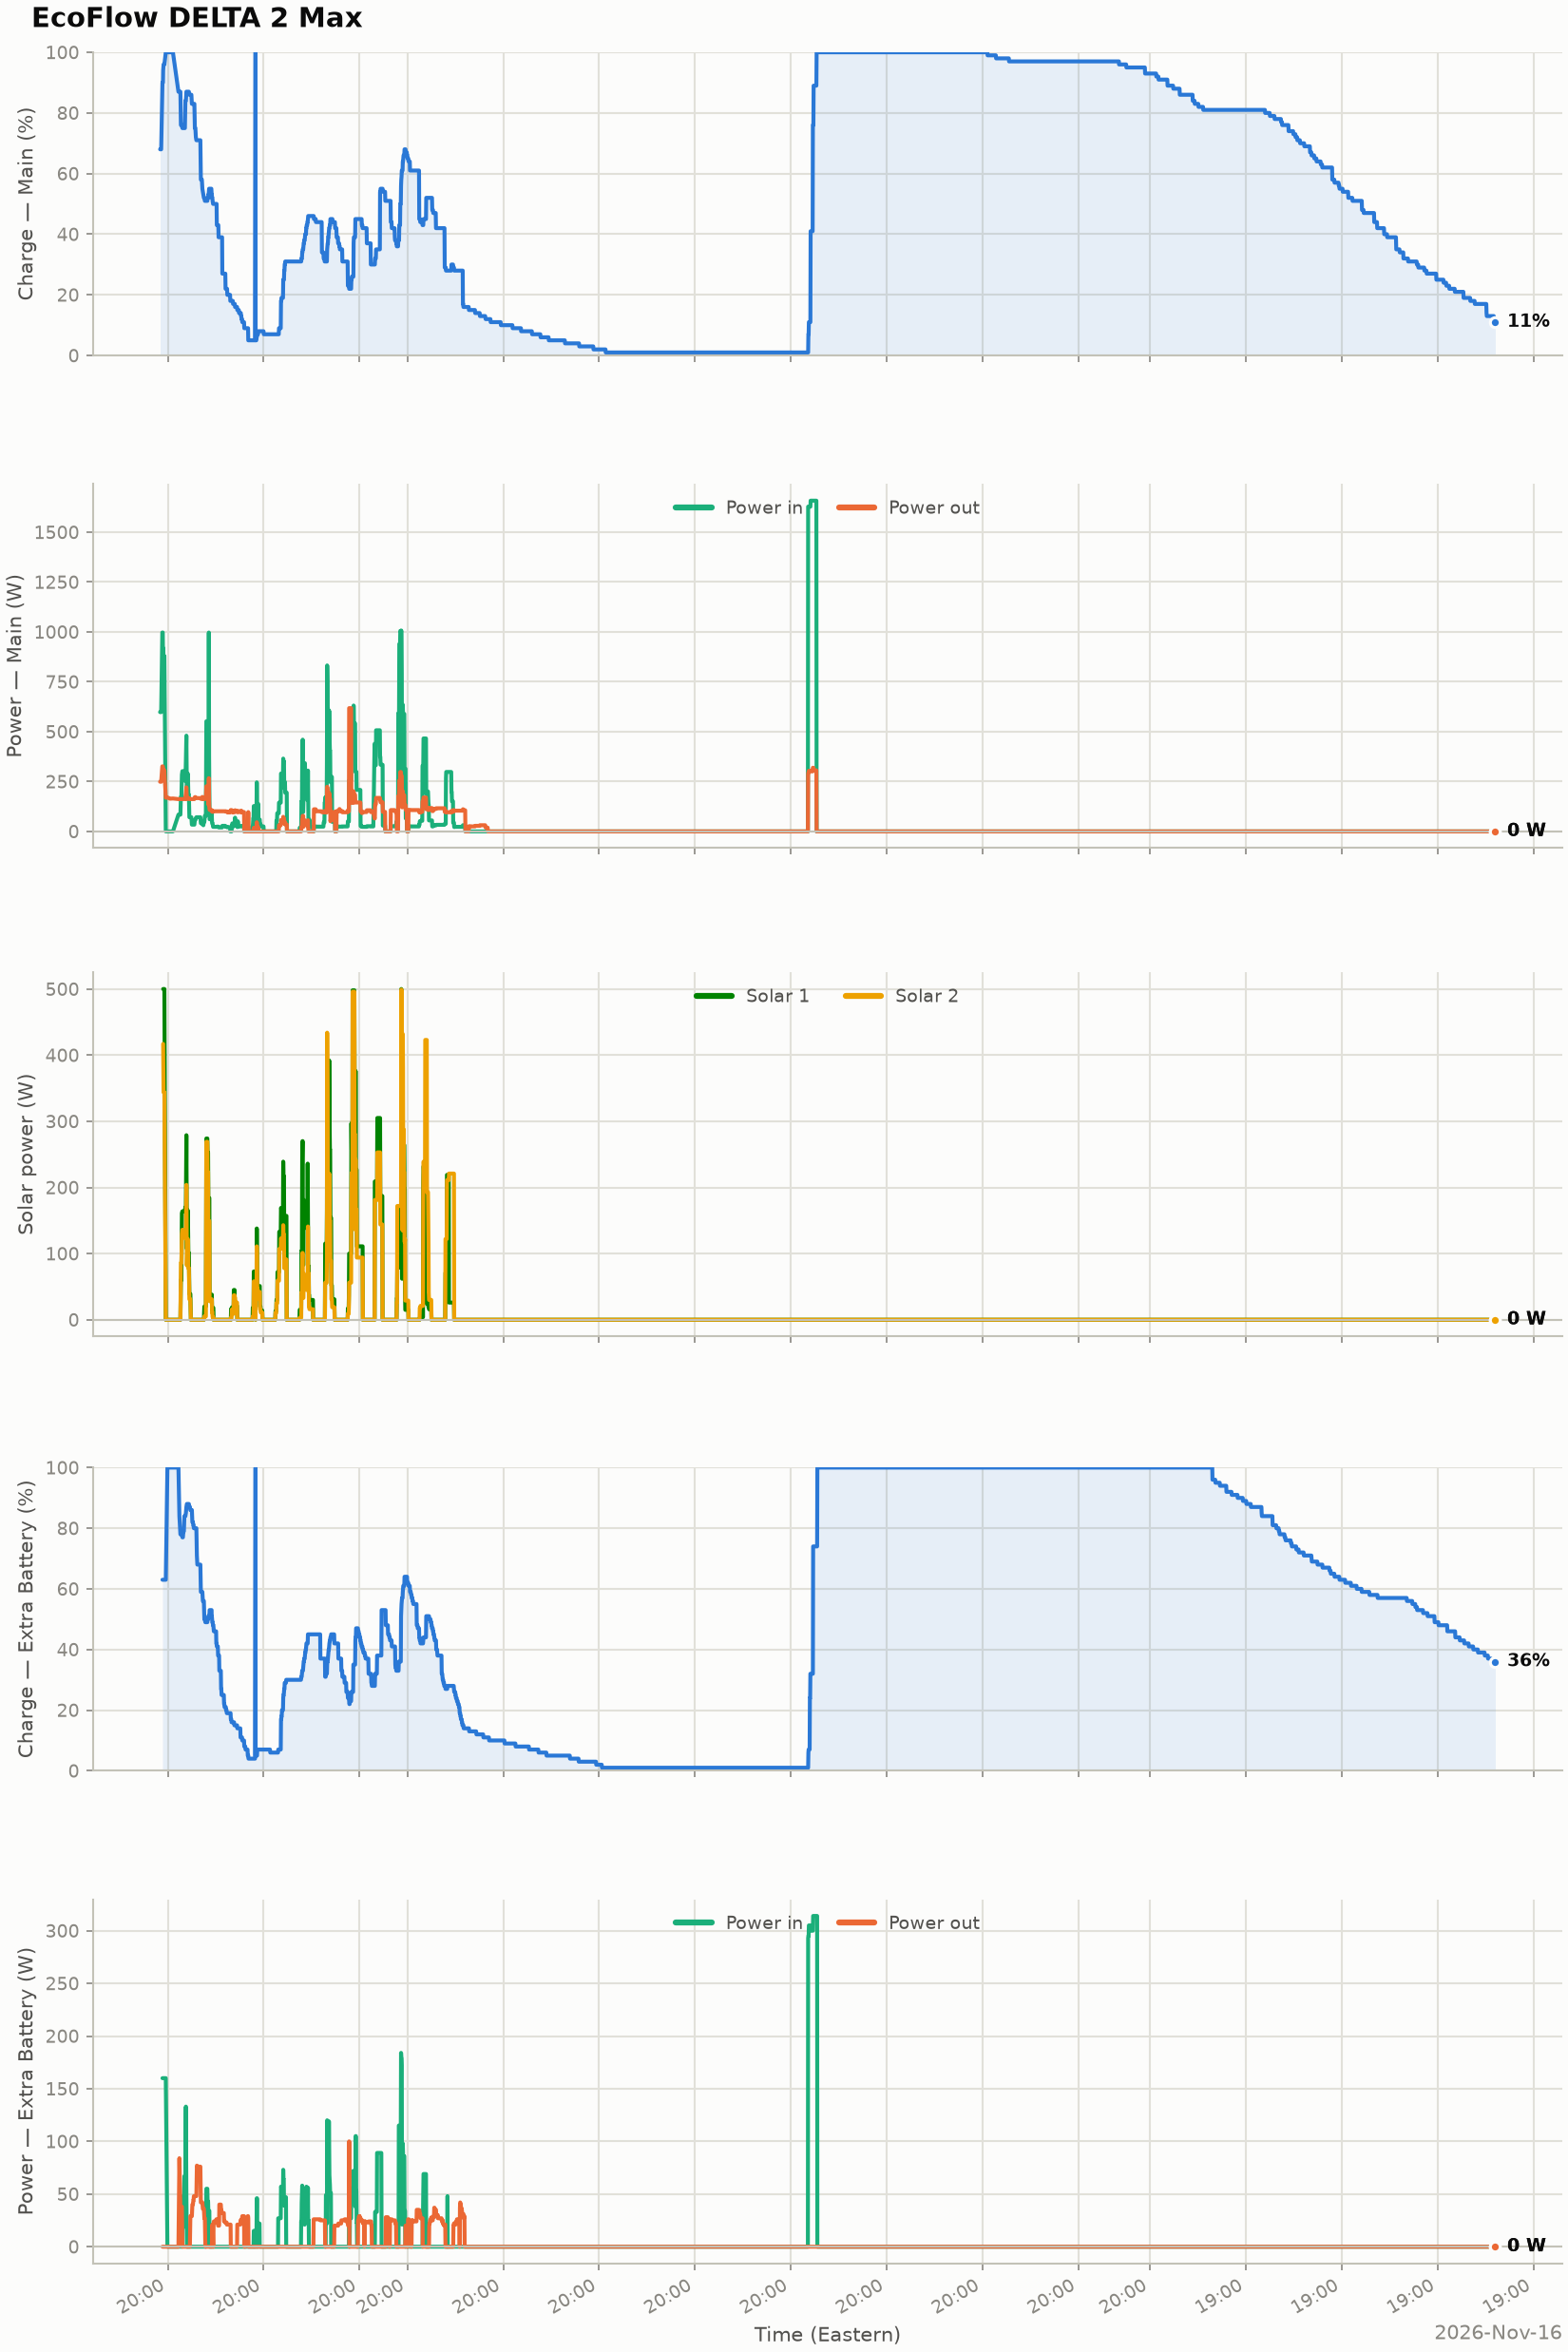 EcoFlow DELTA 2 Max
Charge — Main (%)
100
80
60
40
20
0
11%
Power — Main (W)
Power in
Power out
1500
1250
1000
750
500
250
0
0 W
Solar power (W)
Solar 1
Solar 2
500
400
300
200
100
0
0 W
Charge — Extra Battery (%)
100
80
60
40
20
0
36%
Power — Extra Battery (W)
Power in
Power out
300
250
200
150
100
50
0
0 W
20:00 20:00 20:00 20:00 20:00 20:00 20:00 20:00 20:00 20:00 20:00 20:00 19:00 19:00 19:00 19:00
Time (Eastern)
2026-Nov-16